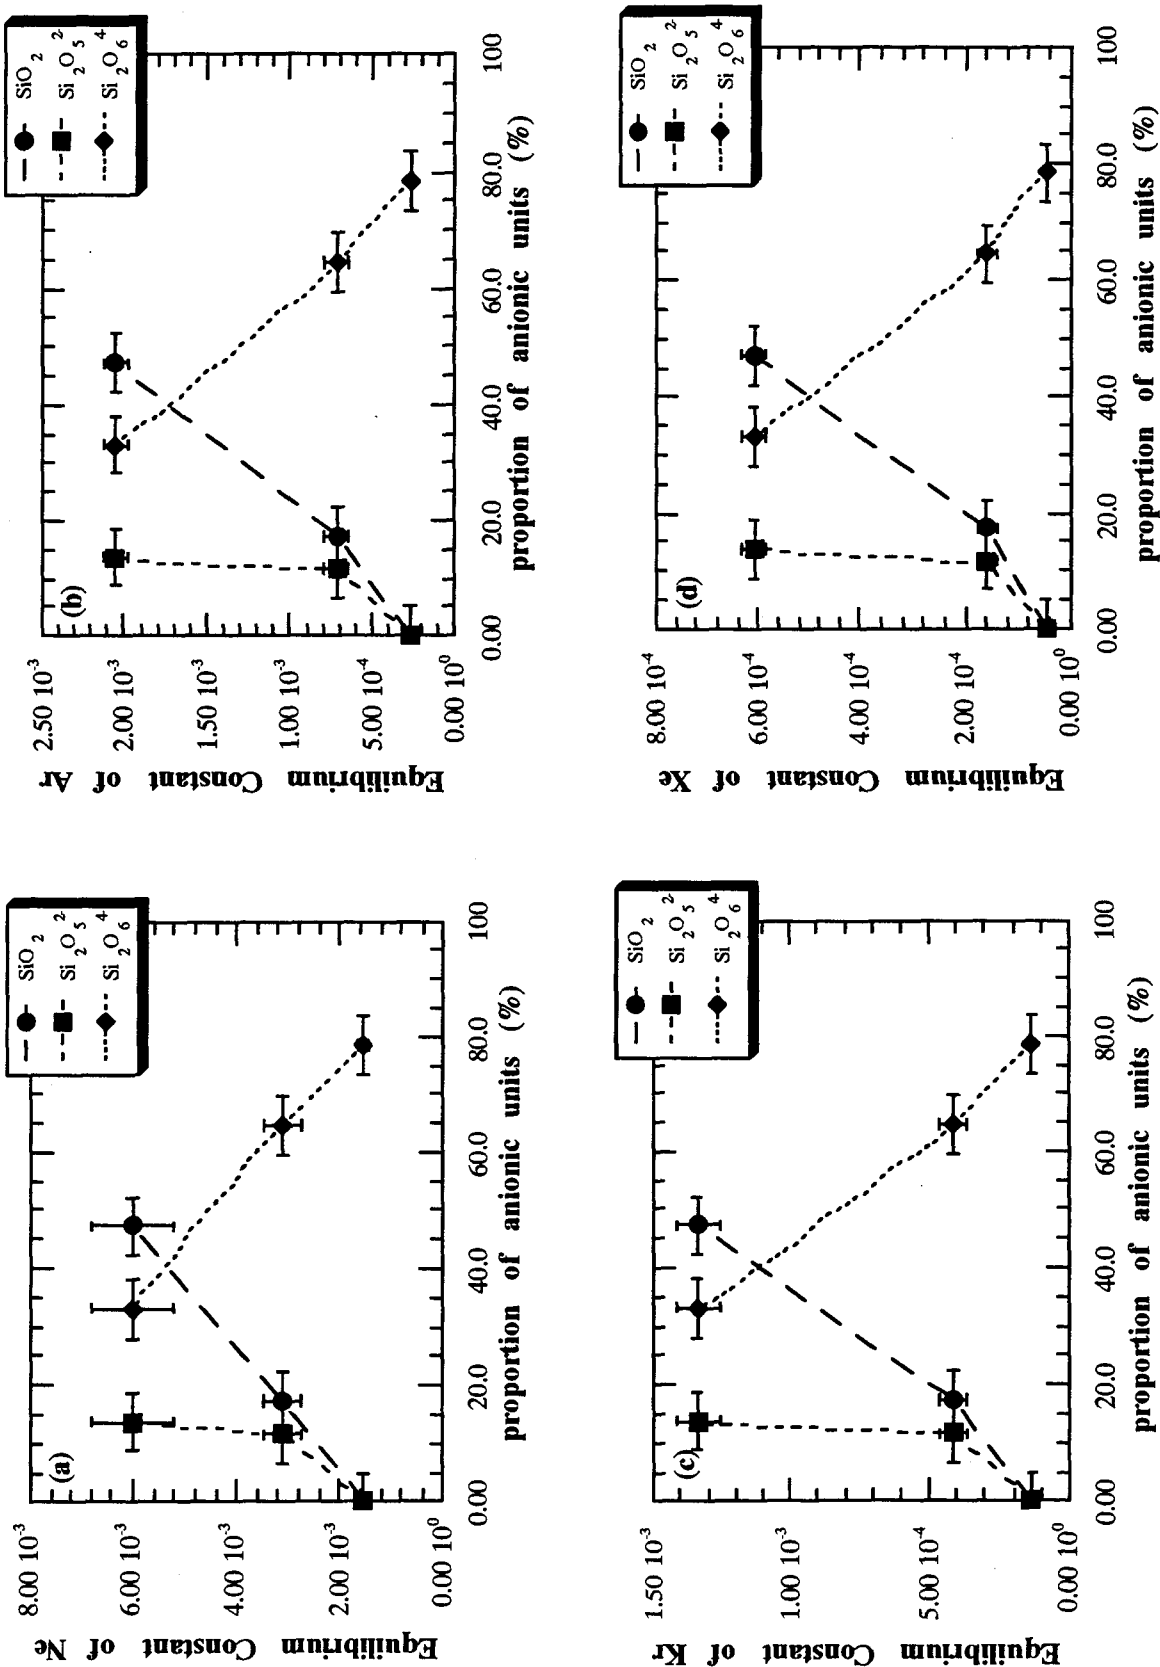 (a)
Equilibrium Constant of Ne
8.00 10-3
6.00 10-3
4.00 10-3
2.00 10-3
0.00 100
0.00 20.0 40.0 60.0 80.0 100
proportion of anionic units (%)
SiO2
Si2O52-
Si2O64-
(b)
Equilibrium Constant of Ar
2.50 10-3
2.00 10-3
1.50 10-3
1.00 10-3
5.00 10-4
0.00 100
0.00 20.0 40.0 60.0 80.0 100
proportion of anionic units (%)
SiO2
Si2O52-
Si2O64-
(c)
Equilibrium Constant of Kr
1.50 10-3
1.00 10-3
5.00 10-4
0.00 100
0.00 20.0 40.0 60.0 80.0 100
proportion of anionic units (%)
SiO2
Si2O52-
Si2O64-
(d)
Equilibrium Constant of Xe
8.00 10-4
6.00 10-4
4.00 10-4
2.00 10-4
0.00 100
0.00 20.0 40.0 60.0 80.0 100
proportion of anionic units (%)
SiO2
Si2O52-
Si2O64-